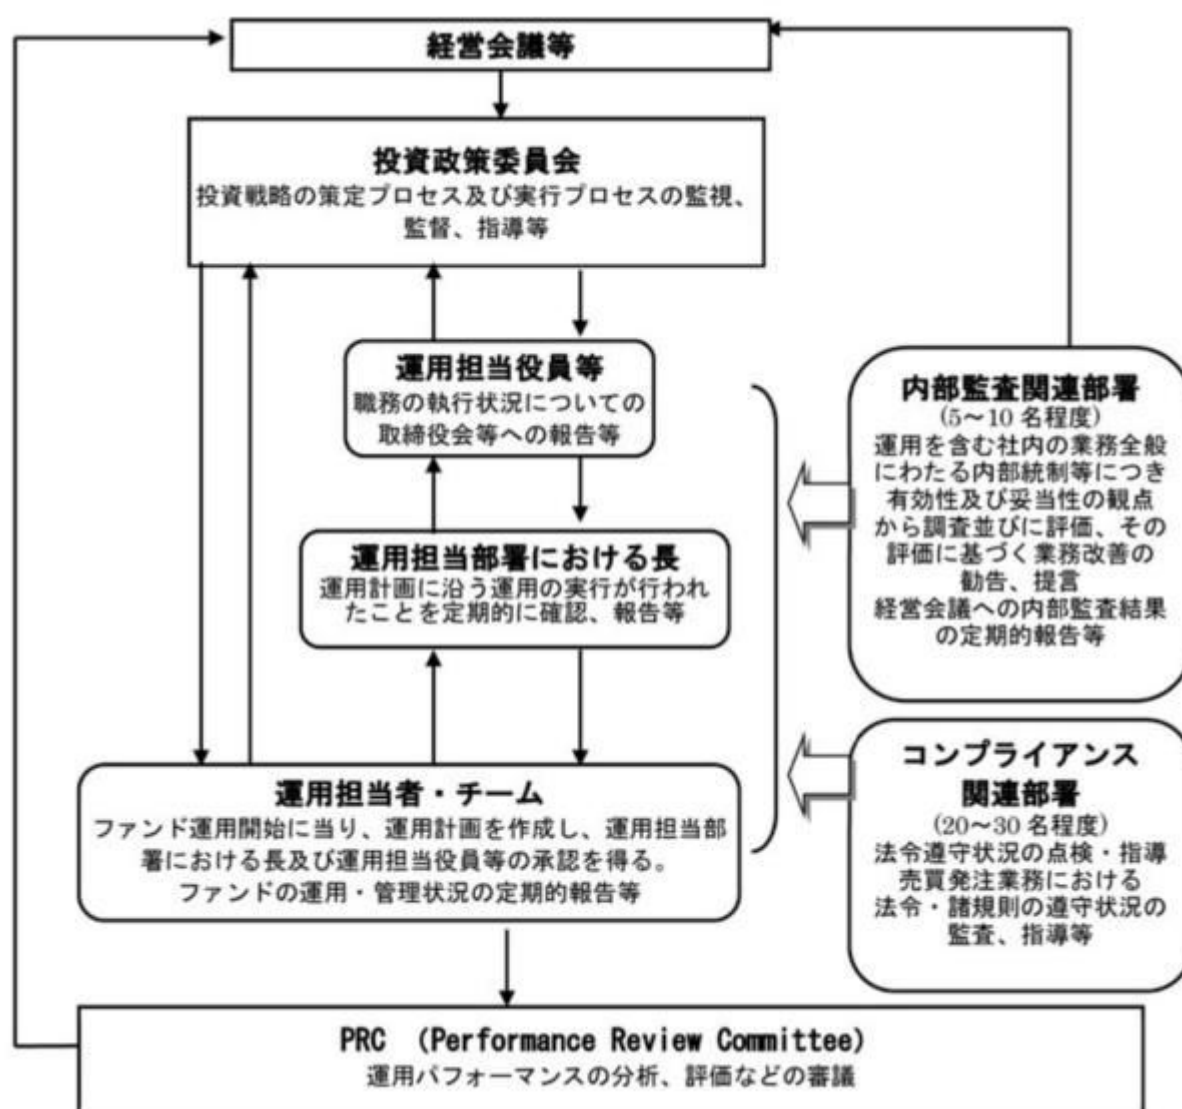 経営会議等
投資政策委員会
投資戦略の策定プロセス及び実行プロセスの監視、
監督、指導等
運用担当役員等
職務の執行状況についての
取締役会等への報告等
運用担当部署における長
運用計画に沿う運用の実行が行われ
たことを定期的に確認、報告等
運用担当者・チーム
ファンド運用開始に当り、運用計画を作成し、運用担当部
署における長及び運用担当役員等の承認を得る。
ファンドの運用・管理状況の定期的報告等
内部監査関連部署
(5～10 名程度)
運用を含む社内の業務全般
にわたる内部統制等につき
有効性及び妥当性の観点
から調査並びに評価、その
評価に基づく業務改善の
勧告、提言
経営会議への内部監査結果
の定期的報告等
コンプライアンス
関連部署
(20～30 名程度)
法令遵守状況の点検・指導
売買発注業務における
法令・諸規則の遵守状況の
監査、指導等
PRC （Performance Review Committee）
運用パフォーマンスの分析、評価などの審議